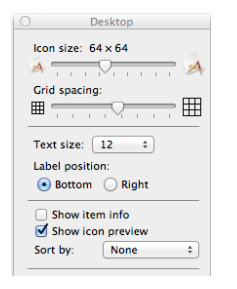 Desktop
Icon size: 64 × 64
Grid spacing:
Text size: 12
Label position:
Bottom Right
Show item info
Show icon preview
Sort by: None